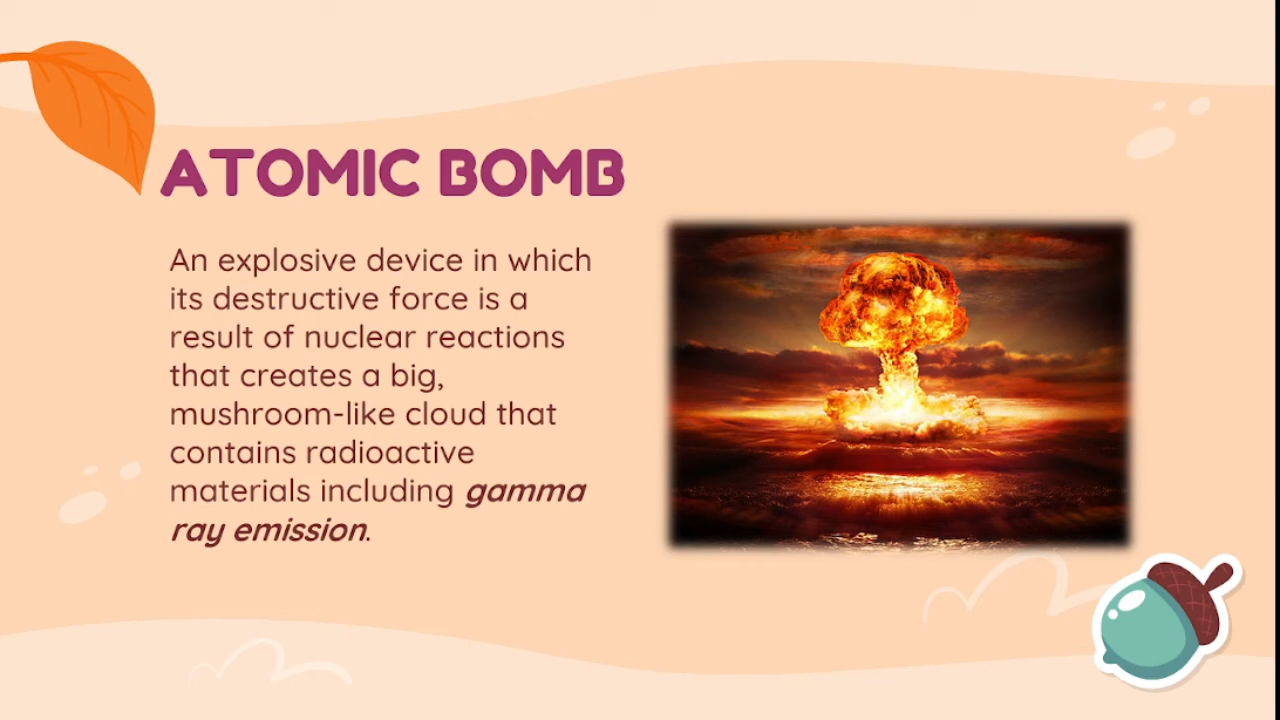 ATOMIC BOMB
An explosive device in which
its destructive force is a
result of nuclear reactions
that creates a big,
mushroom-like cloud that
contains radioactive
materials including gamma
ray emission.